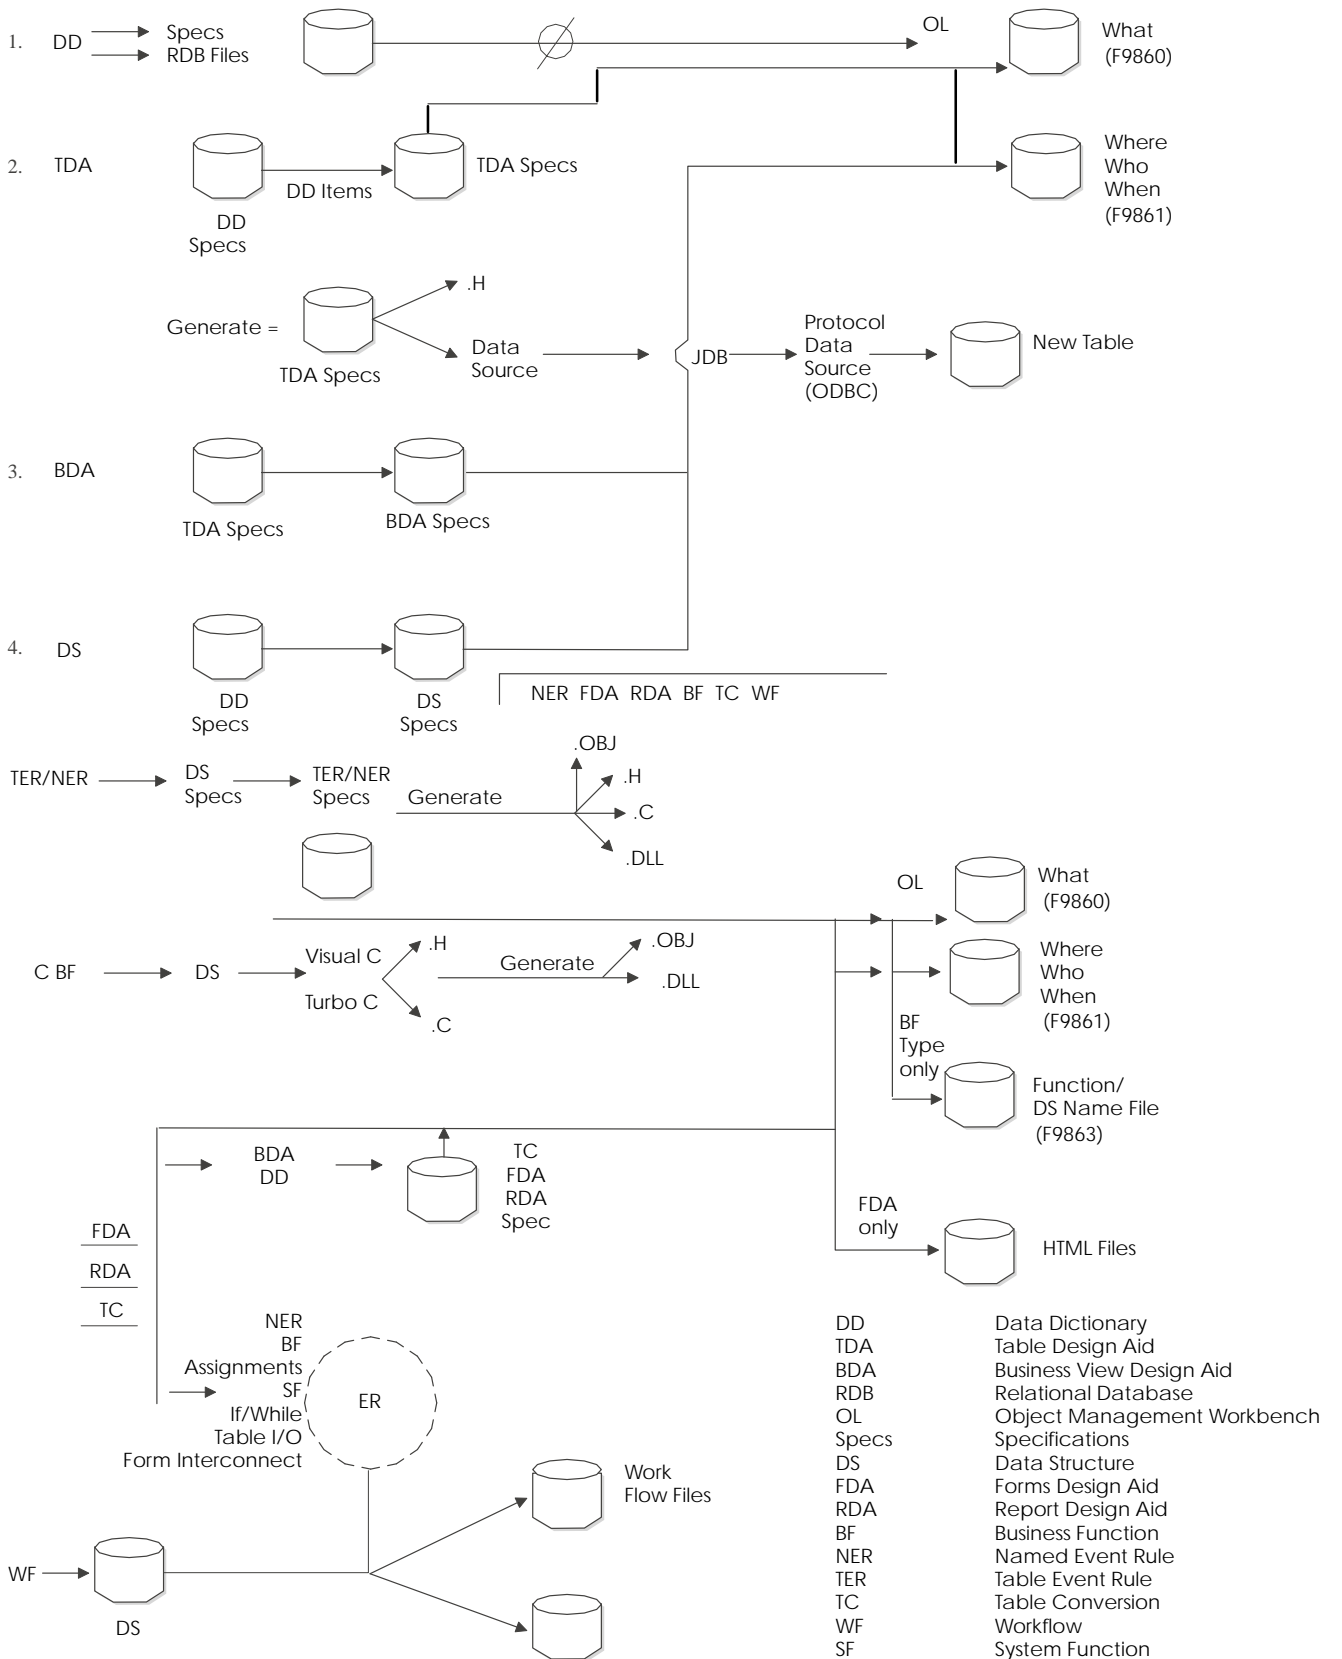 1. DD
Specs
RDB Files
OL
What
(F9860)
2. TDA
DD Items
TDA Specs
DD
Specs
Where
Who
When
(F9861)
Generate =
TDA Specs
.H
Data
Source
JDB
Protocol
Data
Source
(ODBC)
New Table
3. BDA
TDA Specs
BDA Specs
4. DS
DD
Specs
DS
Specs
NER FDA RDA BF TC WF
TER/NER
DS
Specs
TER/NER
Specs
Generate
.OBJ
.H
.C
.DLL
OL
What
(F9860)
C BF
DS
Visual C
Turbo C
.H
.C
Generate
.OBJ
.DLL
Where
Who
When
(F9861)
BF
Type
only
Function/
DS Name File
(F9863)
BDA
DD
TC
FDA
RDA
Spec
FDA
only
HTML Files
FDA
RDA
TC
NER
BF
Assignments
SF
If/While
Table I/O
Form Interconnect
ER
Work
Flow Files
WF
DS
DD Data Dictionary
TDA Table Design Aid
BDA Business View Design Aid
RDB Relational Database
OL Object Management Workbench
Specs Specifications
DS Data Structure
FDA Forms Design Aid
RDA Report Design Aid
BF Business Function
NER Named Event Rule
TER Table Event Rule
TC Table Conversion
WF Workflow
SF System Function